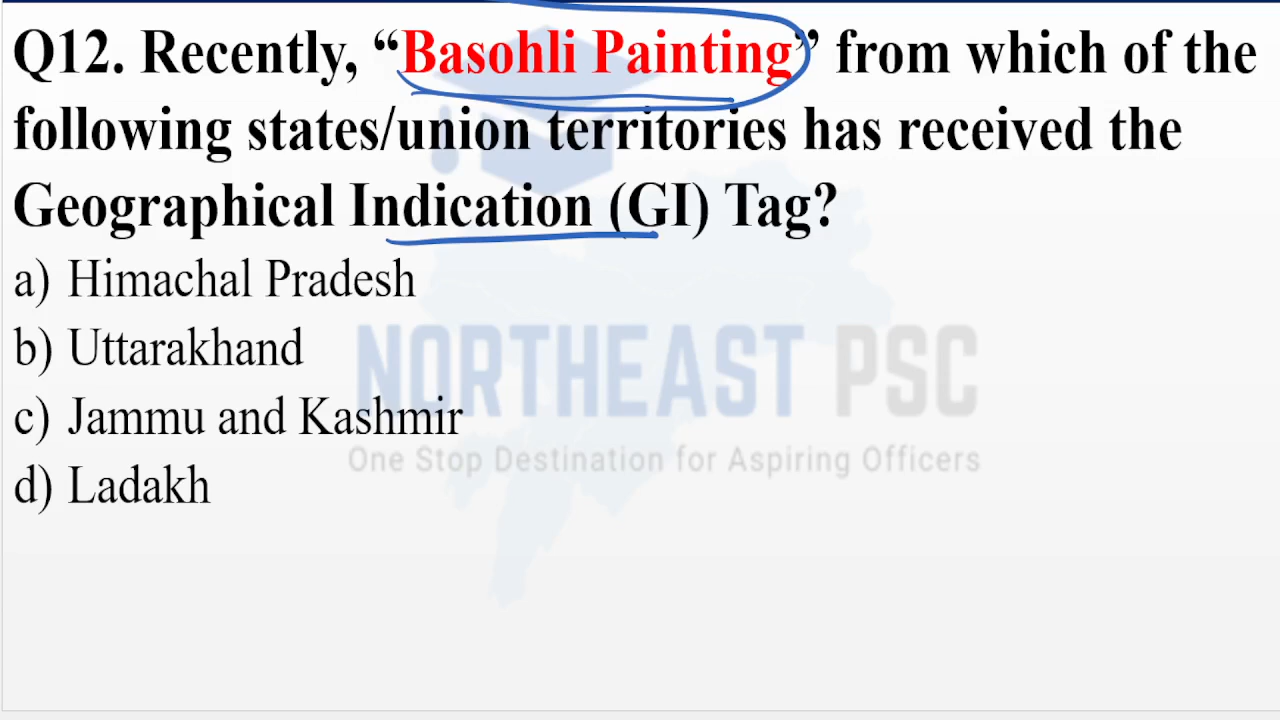 Q12. Recently, “Basohli Painting” from which of the
following states/union territories has received the
Geographical Indication (GI) Tag?
a) Himachal Pradesh
b) Uttarakhand
c) Jammu and Kashmir
d) Ladakh
NORTHEAST PSC
One Stop Destination for Aspiring Officers